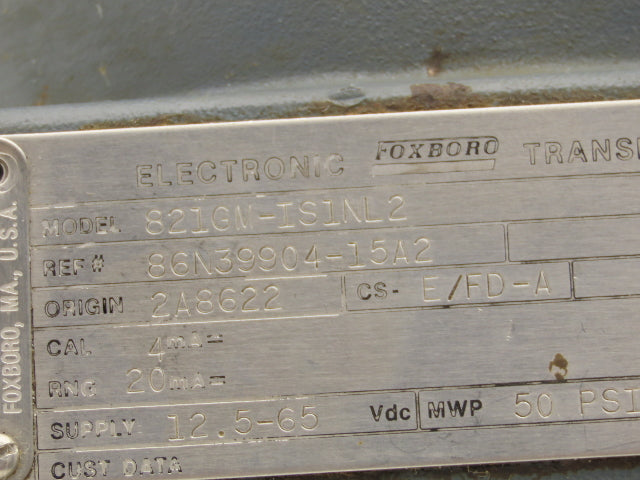 ELECTRONIC FOXBORO
MODEL 821GM-IS1NL2
REF# 86N39904-15A2
ORIGIN 2A8622 CS- E/FD-A
CAL 4mA=
RNG 20mA=
SUPPLY 12.5-65 Vdc MWP 50 PSI
CUST DATA
FOXBORO, MA, U.S.A.